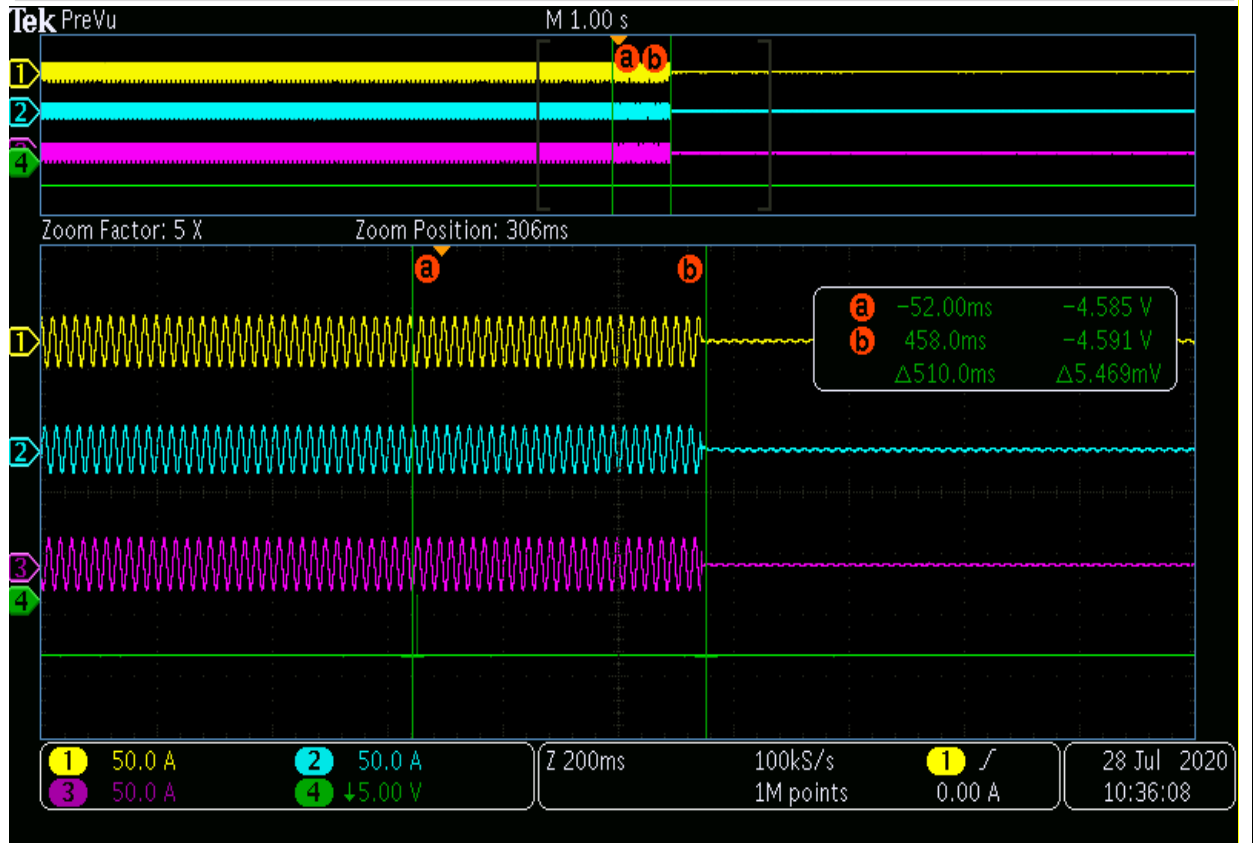 Tek PreVu M 1.00 s
a b
1
2
3
4
Zoom Factor: 5 X Zoom Position: 306ms
a b
a -52.00ms -4.585 V
b 458.0ms -4.591 V
Δ510.0ms Δ5.469mV
1
2
3
4
1 50.0 A 2 50.0 A Z 200ms 100kS/s 1 28 Jul 2020
3 50.0 A 4 ↓5.00 V 1M points 0.00 A 10:36:08